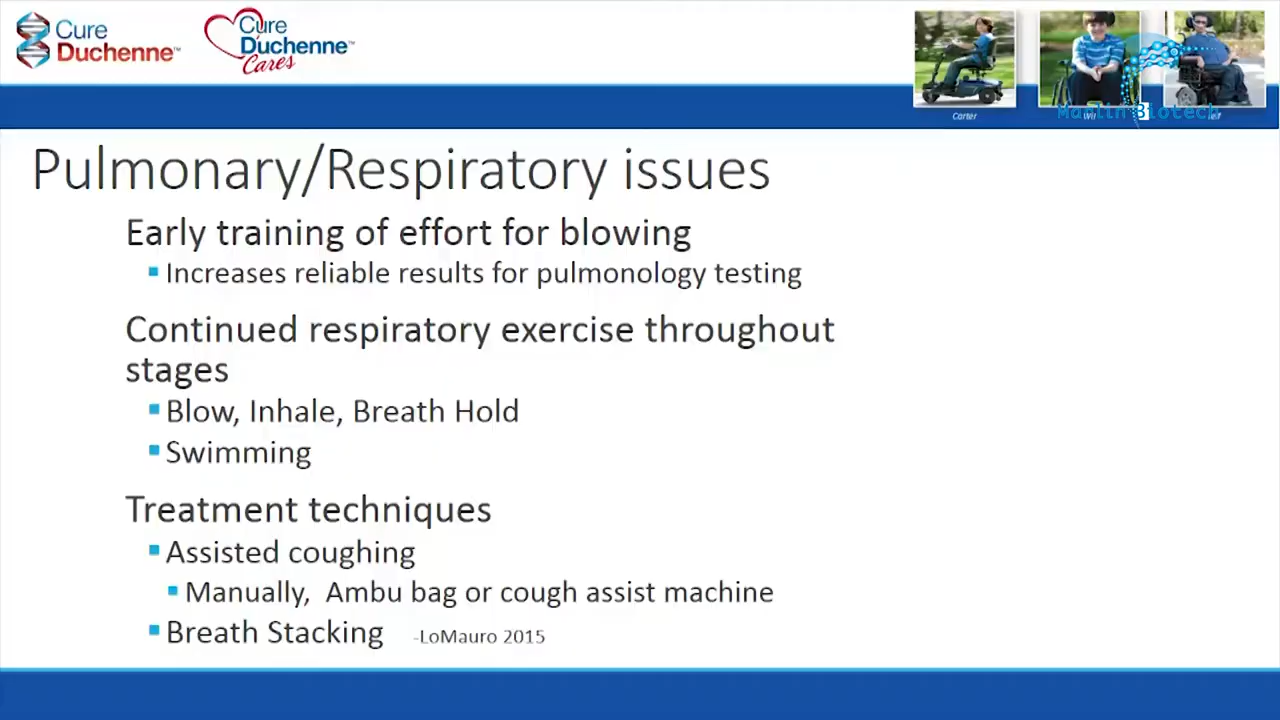 Cure
Duchenne™
Cure
Duchenne™
Cares
Carter
Biotech
Pulmonary/Respiratory issues
Early training of effort for blowing
Increases reliable results for pulmonology testing
Continued respiratory exercise throughout
stages
Blow, Inhale, Breath Hold
Swimming
Treatment techniques
Assisted coughing
Manually, Ambu bag or cough assist machine
Breath Stacking -LoMauro 2015